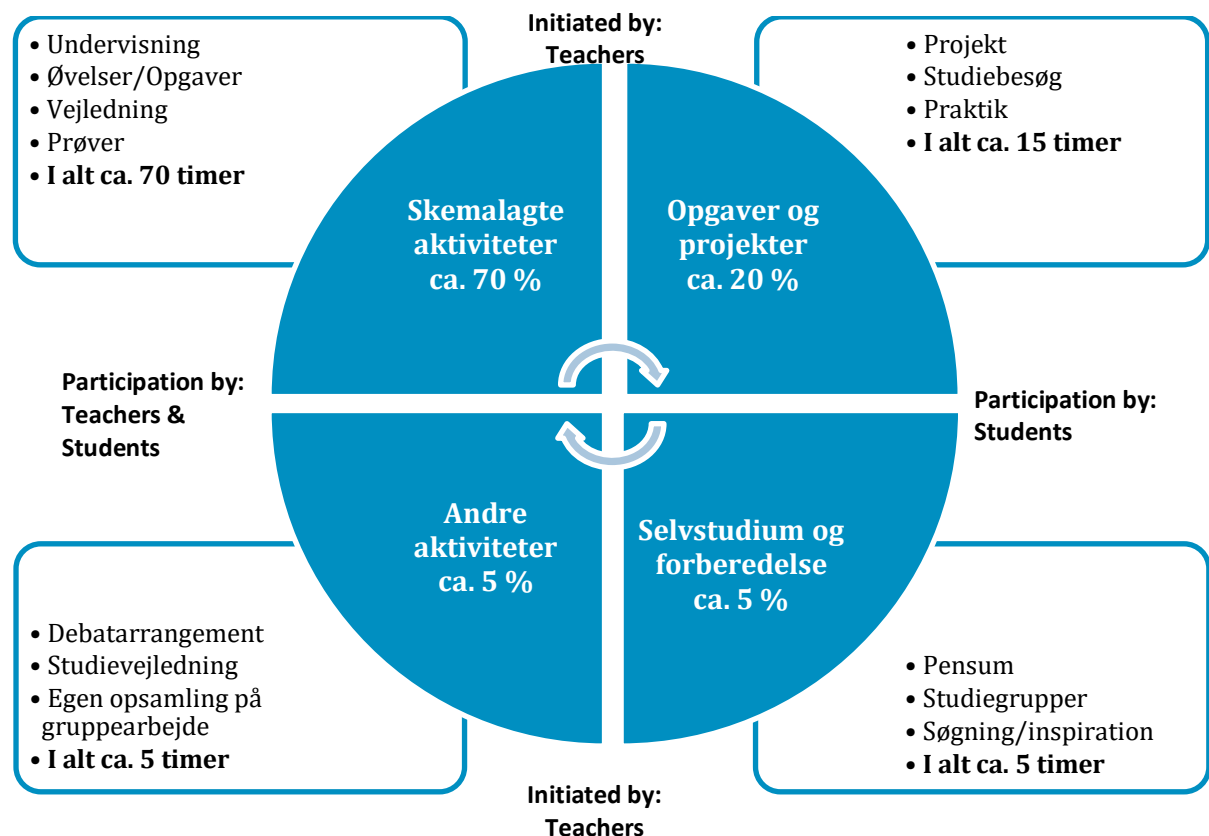 Initiated by:
Teachers
• Undervisning
• Øvelser/Opgaver
• Vejledning
• Prøver
• I alt ca. 70 timer
• Projekt
• Studiebesøg
• Praktik
• I alt ca. 15 timer
Skemalagte
aktiviteter
ca. 70 %
Opgaver og
projekter
ca. 20 %
Participation by:
Teachers &
Students
Participation by:
Students
Andre
aktiviteter
ca. 5 %
Selvstudium og
forberedelse
ca. 5 %
• Debatarrangement
• Studievejledning
• Egen opsamling på
gruppearbejde
• I alt ca. 5 timer
• Pensum
• Studiegrupper
• Søgning/inspiration
• I alt ca. 5 timer
Initiated by:
Teachers